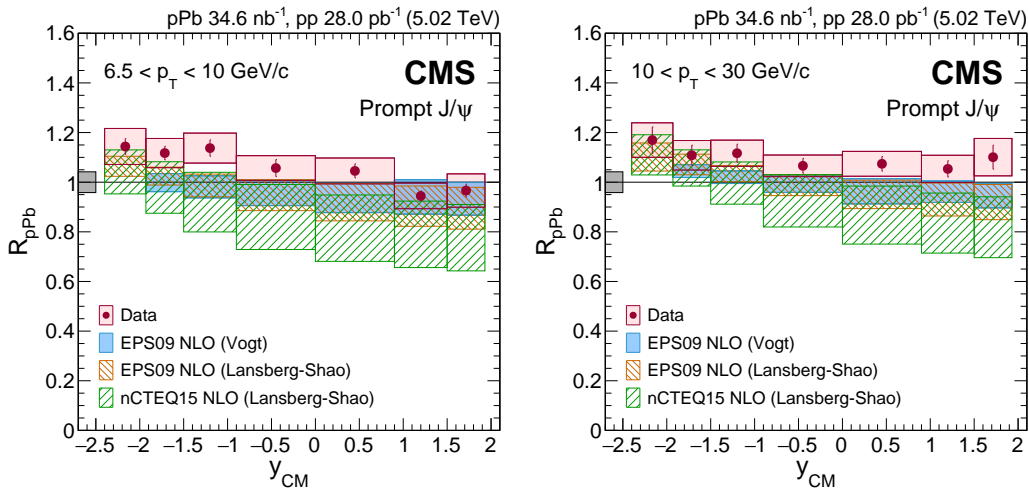 pPb 34.6 nb⁻¹, pp 28.0 pb⁻¹ (5.02 TeV)
1.6
6.5 < p_T < 10 GeV/c
CMS
1.4
Prompt J/ψ
1.2
1
0.8
R_pPb
0.6
Data
0.4
EPS09 NLO (Vogt)
EPS09 NLO (Lansberg-Shao)
0.2
nCTEQ15 NLO (Lansberg-Shao)
0
−2.5 −2 −1.5 −1 −0.5 0 0.5 1 1.5 2
y_CM
pPb 34.6 nb⁻¹, pp 28.0 pb⁻¹ (5.02 TeV)
1.6
10 < p_T < 30 GeV/c
CMS
1.4
Prompt J/ψ
1.2
1
0.8
R_pPb
0.6
Data
0.4
EPS09 NLO (Vogt)
EPS09 NLO (Lansberg-Shao)
0.2
nCTEQ15 NLO (Lansberg-Shao)
0
−2.5 −2 −1.5 −1 −0.5 0 0.5 1 1.5 2
y_CM